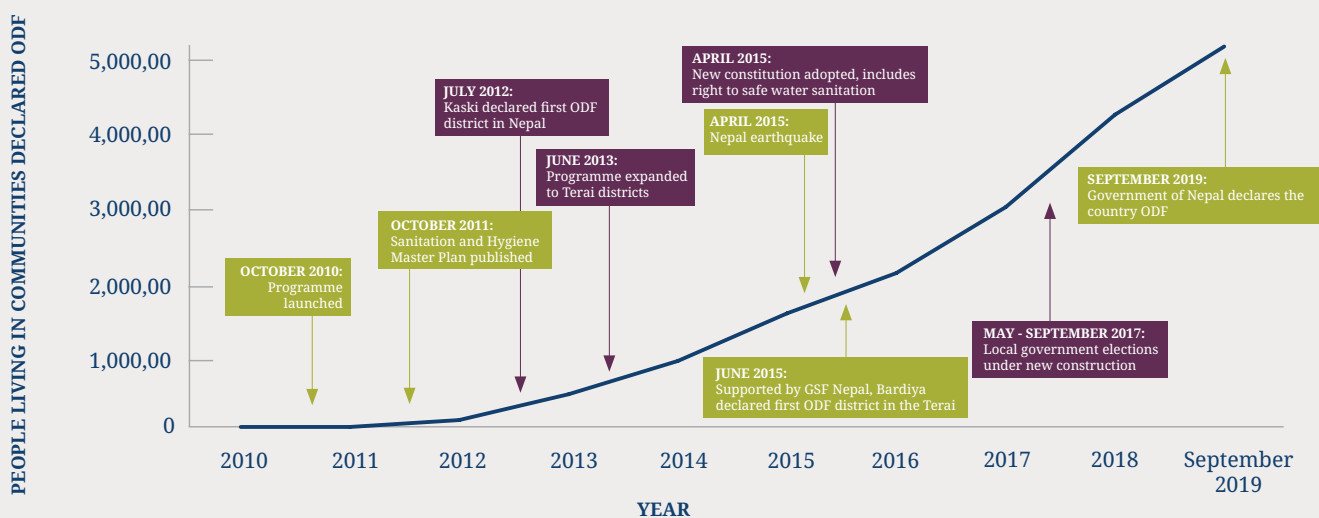 PEOPLE LIVING IN COMMUNITIES DECLARED ODF
5,000,00
4,000,00
3,000,00
2,000,00
1,000,00
0
OCTOBER 2010:
Programme
launched
OCTOBER 2011:
Sanitation and Hygiene
Master Plan published
JULY 2012:
Kaski declared first ODF
district in Nepal
JUNE 2013:
Programme expanded
to Terai districts
APRIL 2015:
New constitution adopted, includes
right to safe water sanitation
APRIL 2015:
Nepal earthquake
JUNE 2015:
Supported by GSF Nepal, Bardiya
declared first ODF district in the Terai
MAY - SEPTEMBER 2017:
Local government elections
under new construction
SEPTEMBER 2019:
Government of Nepal declares the
country ODF
2010
2011
2012
2013
2014
2015
2016
2017
2018
September
2019
YEAR